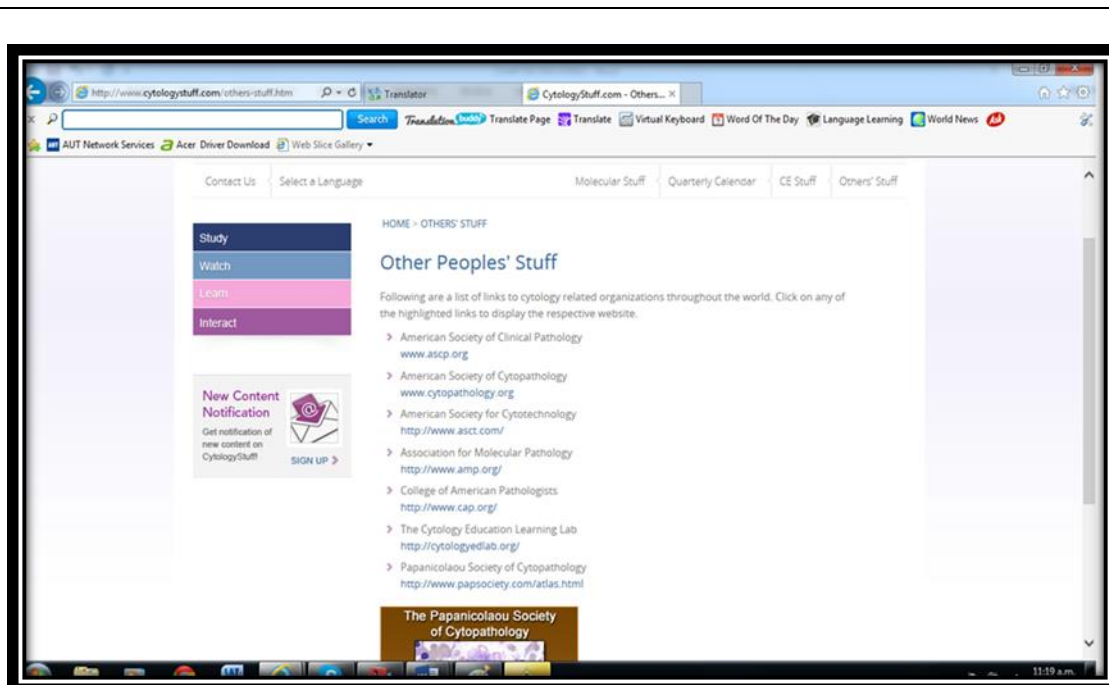 http://www.cytologystuff.com/others-stuff.htm
Translator
CytologyStuff.com - Others...
Search
Translation buddy
Translate Page
Translate
Virtual Keyboard
Word Of The Day
Language Learning
World News
Ask
AUT Network Services
Acer Driver Download
Web Slice Gallery
Contact Us
Select a Language
Molecular Stuff
Quarterly Calendar
CE Stuff
Others' Stuff
Study
Watch
Learn
Interact
New Content
Notification
Get notification of
new content on
CytologyStuff!
SIGN UP
HOME > OTHERS' STUFF
Other Peoples' Stuff
Following are a list of links to cytology related organizations throughout the world. Click on any of
the highlighted links to display the respective website.
American Society of Clinical Pathology
www.ascp.org
American Society of Cytopathology
www.cytopathology.org
American Society for Cytotechnology
http://www.asct.com/
Association for Molecular Pathology
http://www.amp.org/
College of American Pathologists
http://www.cap.org/
The Cytology Education Learning Lab
http://cytologyedlab.org/
Papanicolaou Society of Cytopathology
http://www.papsociety.com/atlas.html
The Papanicolaou Society
of Cytopathology
11:19 a.m.